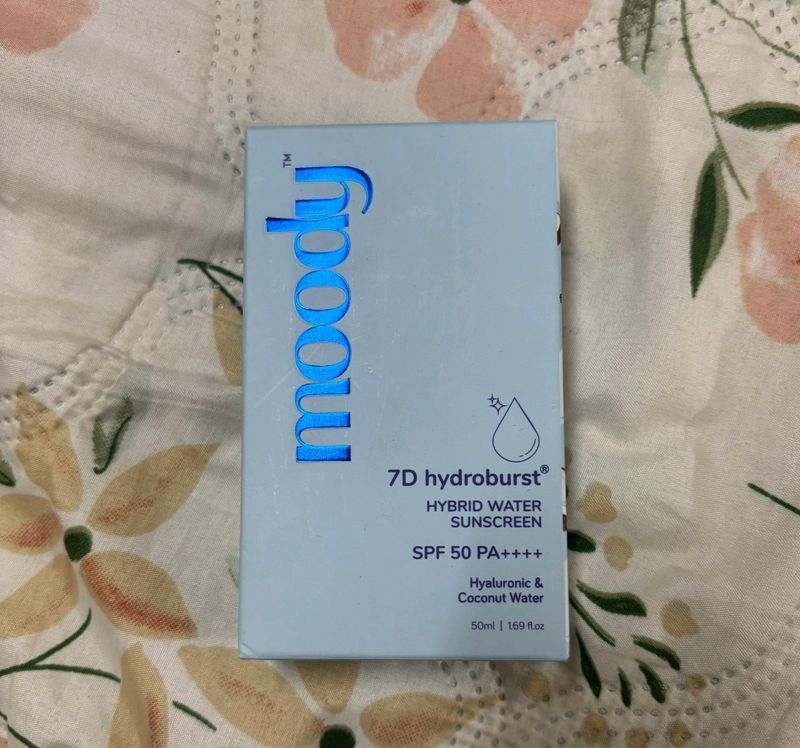 moody™
7D hydroburst®
HYBRID WATER
SUNSCREEN
SPF 50 PA++++
Hyaluronic &
Coconut Water
50ml | 1.69 fl.oz